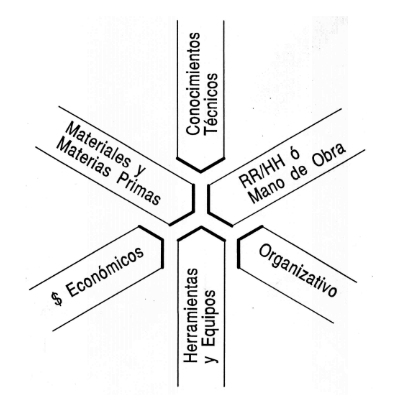 Conocimientos
Técnicos
Materiales y
Materias Primas
RR/HH ó
Mano de Obra
$ Económicos
Organizativo
Herramientas
y Equipos